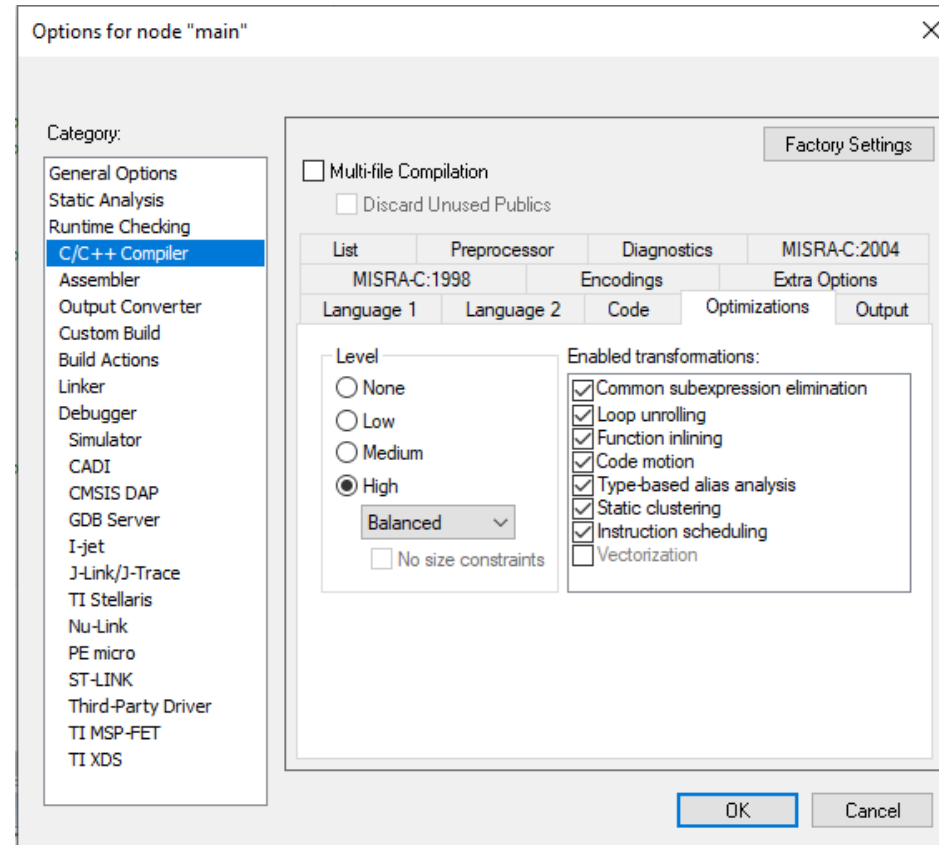 Options for node "main"
Category:
General Options
Static Analysis
Runtime Checking
C/C++ Compiler
Assembler
Output Converter
Custom Build
Build Actions
Linker
Debugger
Simulator
CADI
CMSIS DAP
GDB Server
I-jet
J-Link/J-Trace
TI Stellaris
Nu-Link
PE micro
ST-LINK
Third-Party Driver
TI MSP-FET
TI XDS
Factory Settings
Multi-file Compilation
Discard Unused Publics
List Preprocessor Diagnostics MISRA-C:2004
MISRA-C:1998 Encodings Extra Options
Language 1 Language 2 Code Optimizations Output
Level
None
Low
Medium
High
Balanced
No size constraints
Enabled transformations:
Common subexpression elimination
Loop unrolling
Function inlining
Code motion
Type-based alias analysis
Static clustering
Instruction scheduling
Vectorization
OK Cancel